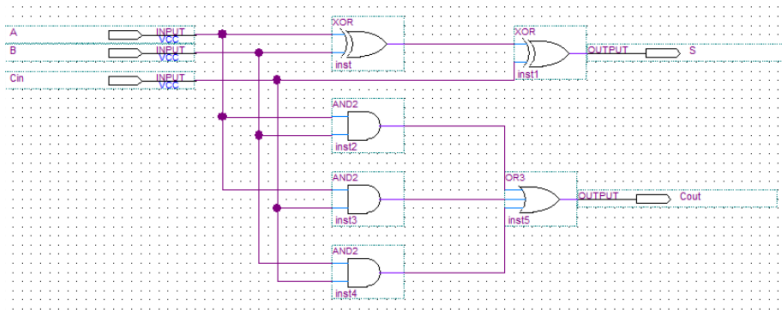 A INPUT VCC
B INPUT VCC
Cin INPUT VCC
XOR
inst
XOR
inst1
OUTPUT S
AND2
inst2
AND2
inst3
OR3
inst5
OUTPUT Cout
AND2
inst4